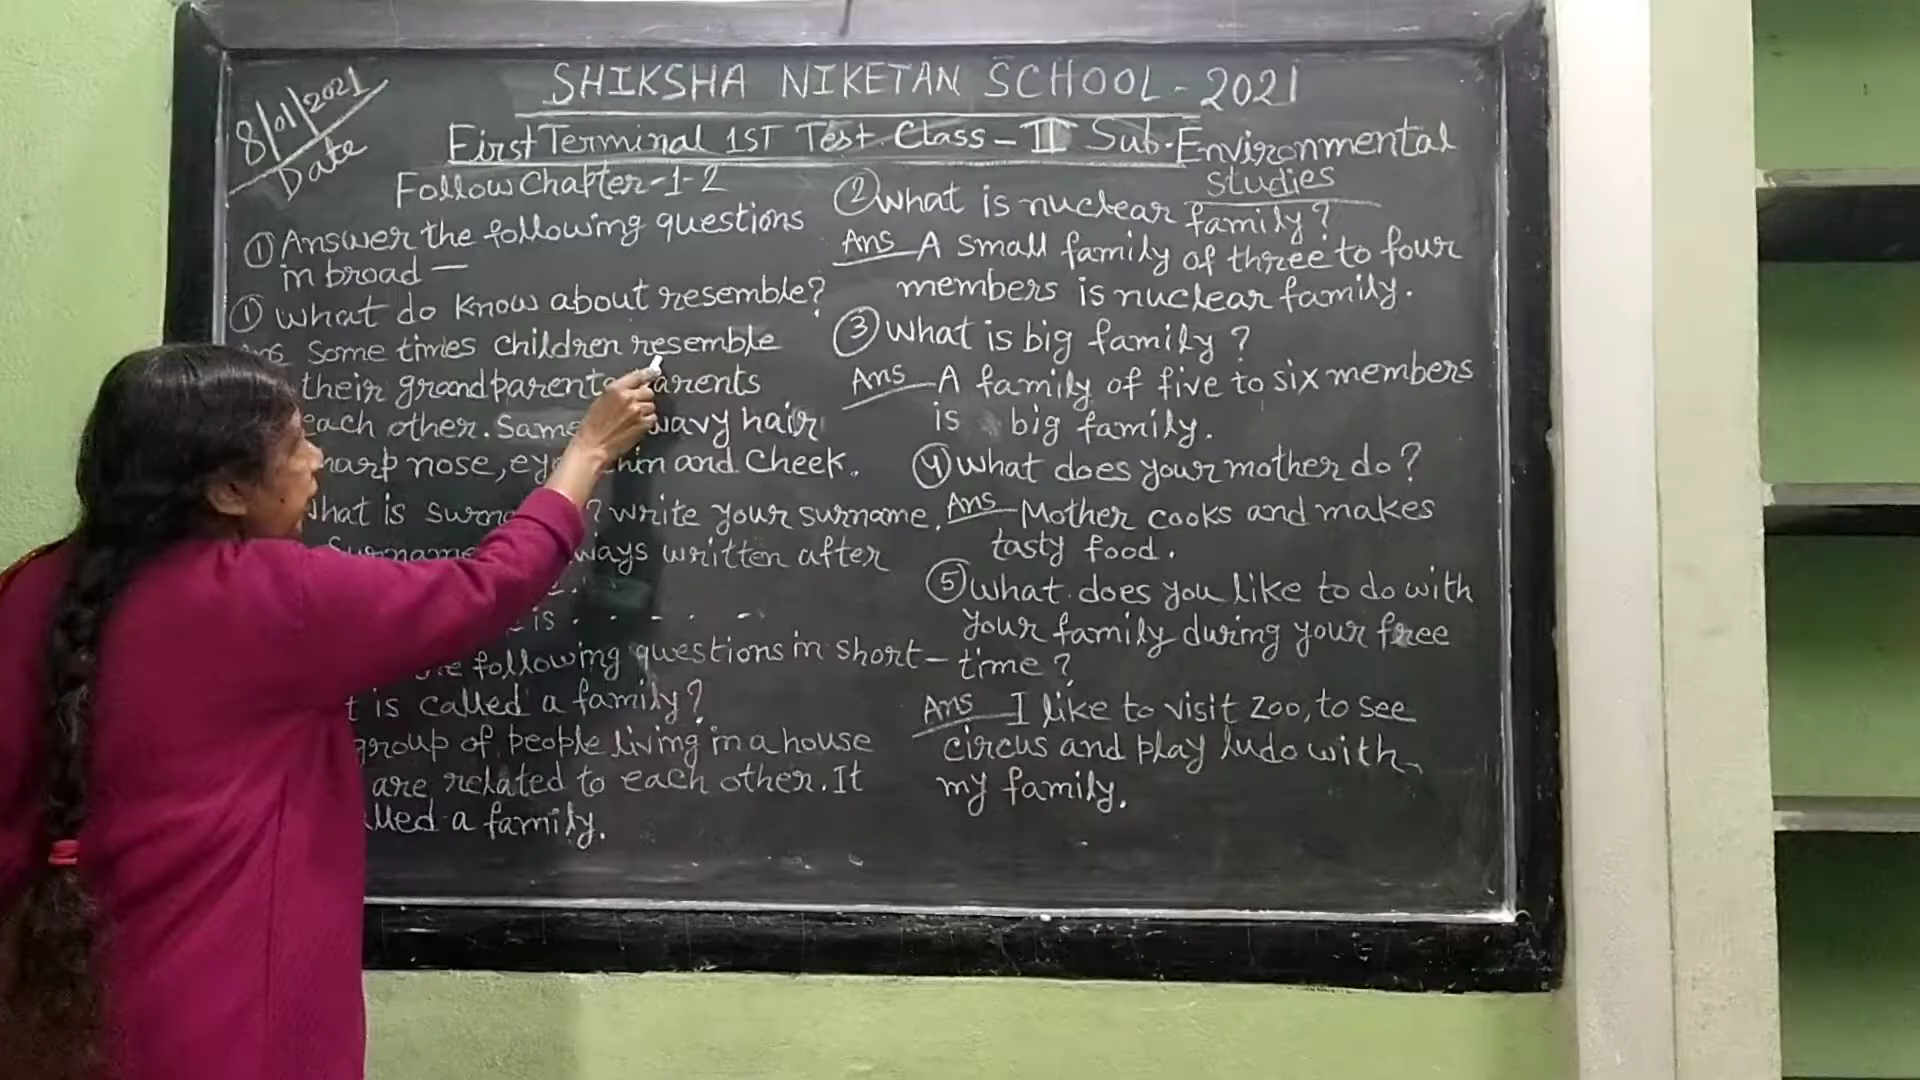 SHIKSHA NIKETAN SCHOOL - 2021
8/01/2021
Date
First Terminal 1ST Test. Class - II Sub. Environmental
studies
Follow Chapter - 1 - 2
① Answer the following questions
in broad —
① What do know about resemble?
Ans Some times children resemble
their grandparents
each other. Same wavy hair
nose, and Cheek.
is ? write your surname.
written after
is . . - . -
following questions in short -
is called a family?
group of people living in a house
are related to each other. It
a family.
② What is nuclear family?
Ans - A small family of three to four
members is nuclear family.
③ What is big family?
Ans - A family of five to six members
is big family.
④ What does your mother do?
Ans - Mother cooks and makes
tasty food.
⑤ What does you like to do with
your family during your free
time?
Ans - I like to visit zoo, to see
circus and play ludo with
my family.